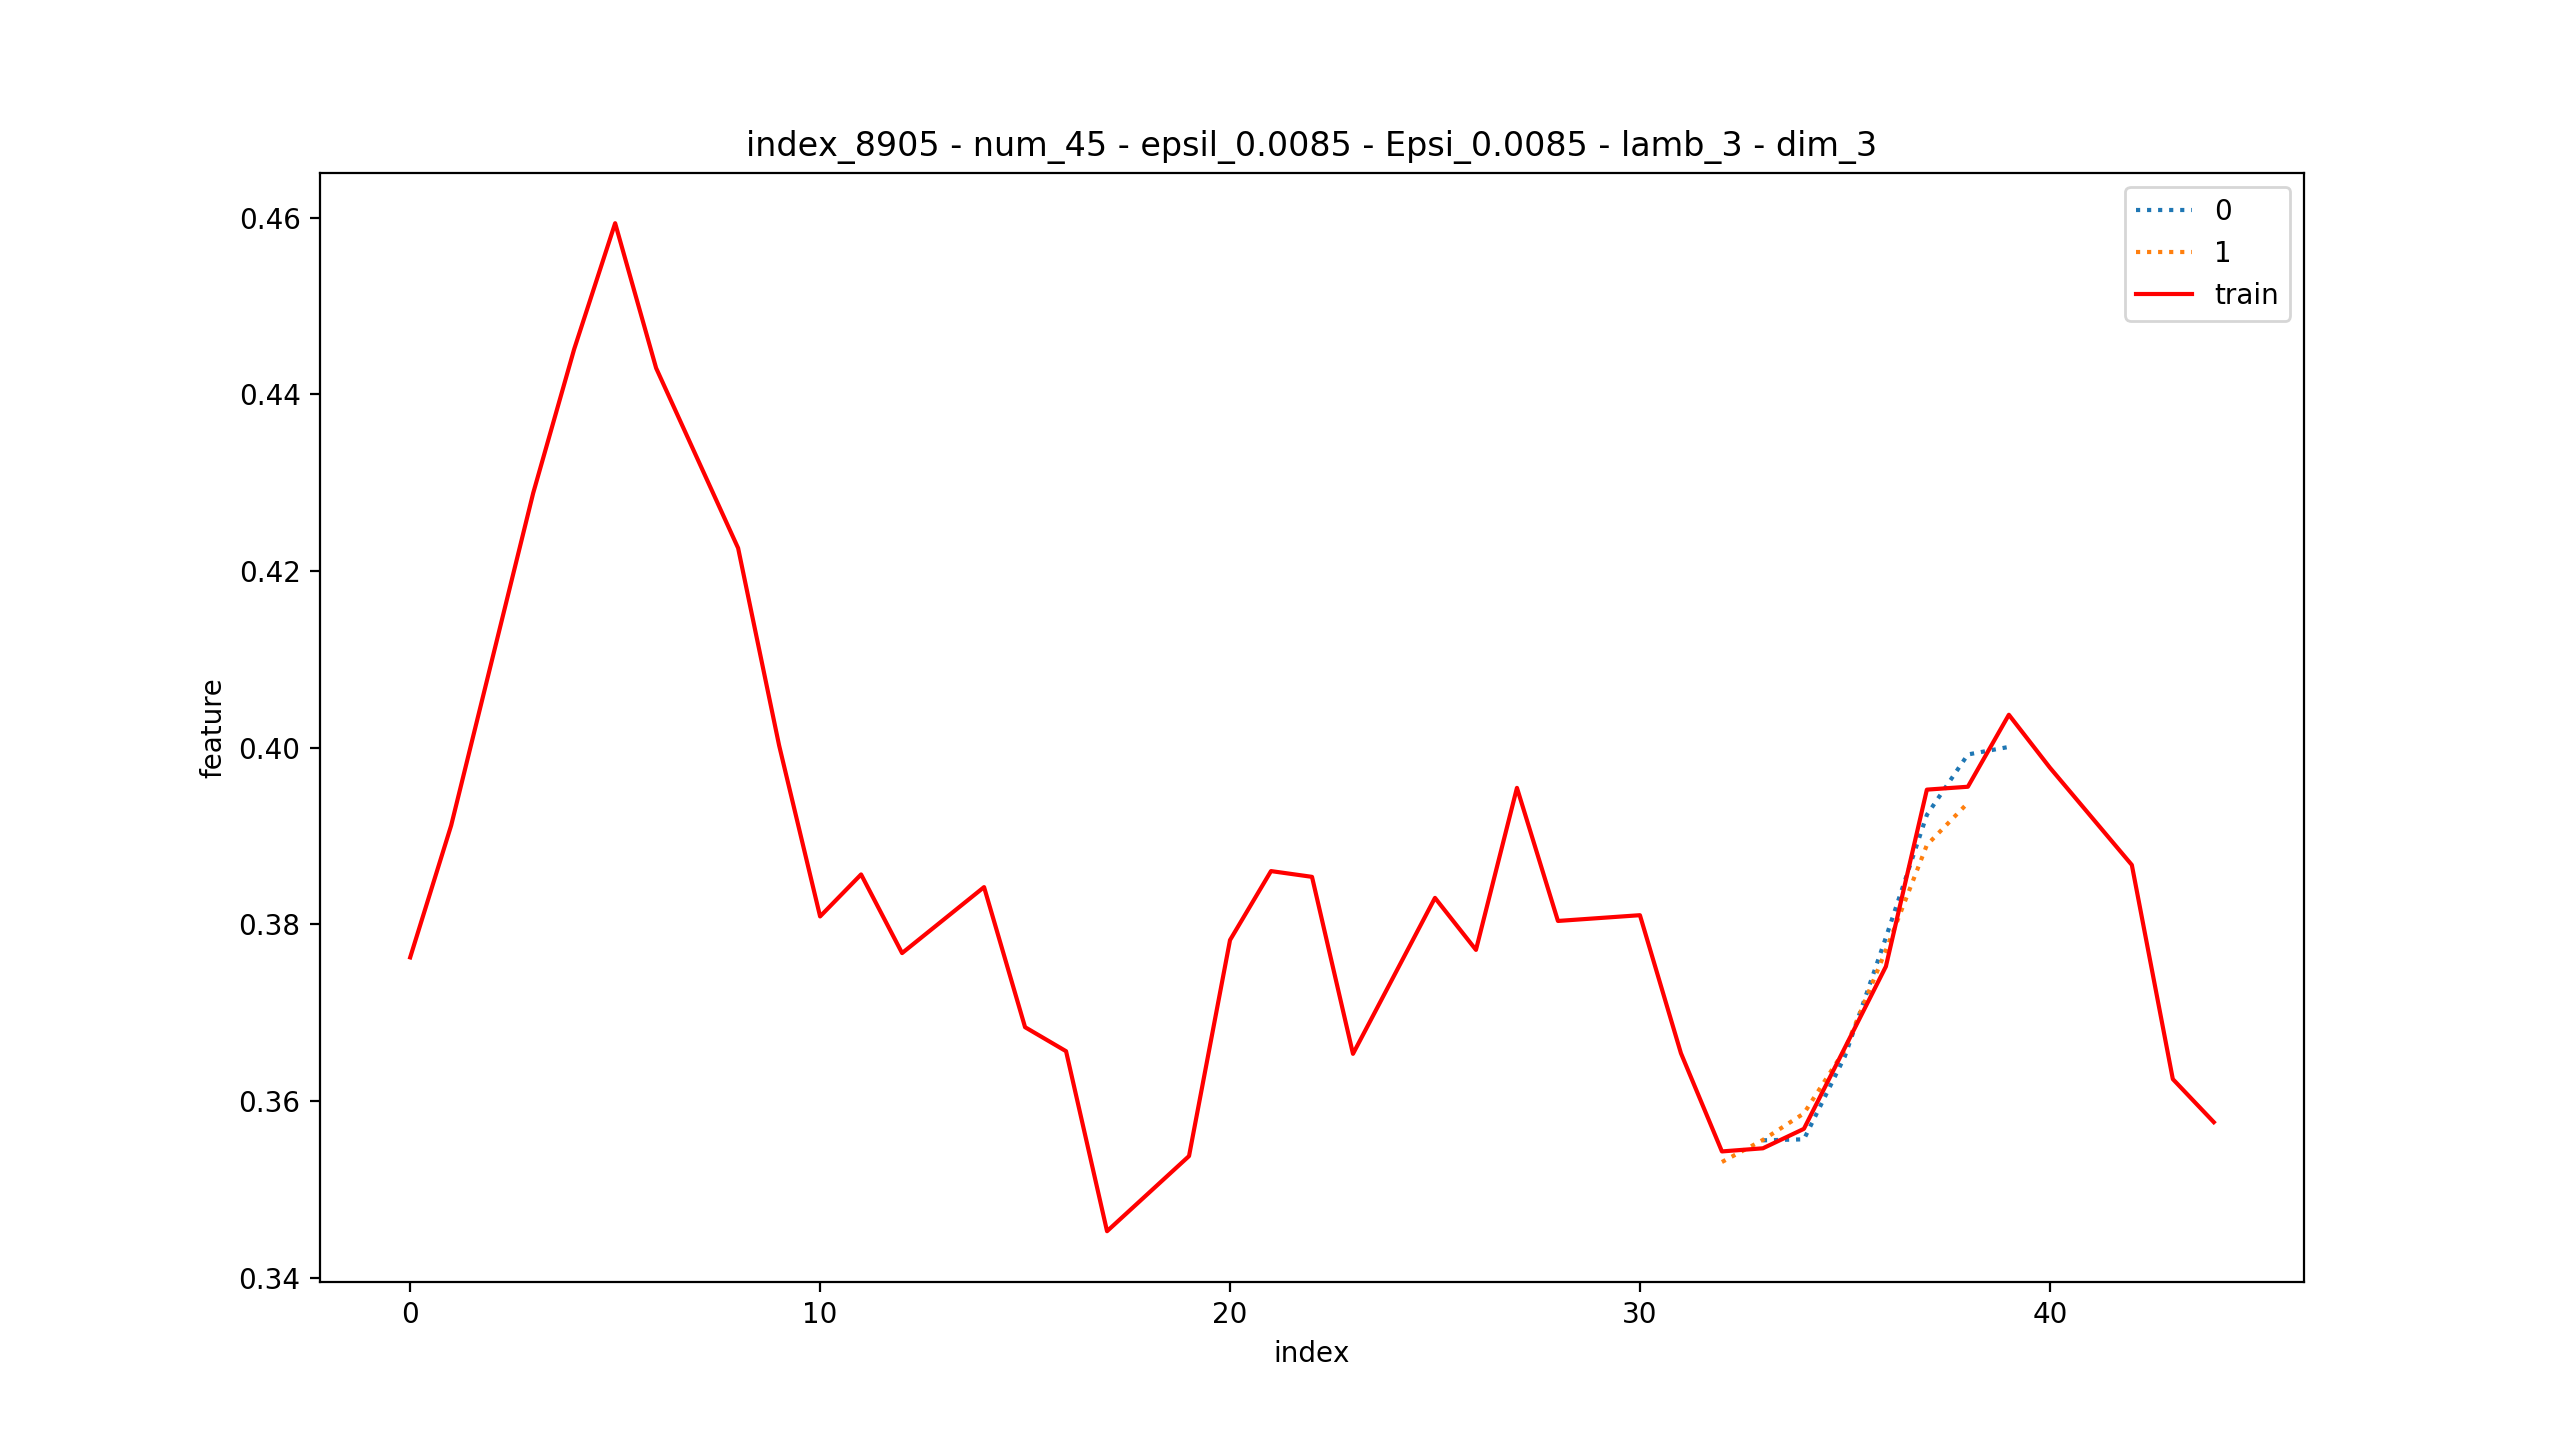 index_8905 - num_45 - epsil_0.0085 - Epsi_0.0085 - lamb_3 - dim_3
0
1
train
0.46
0.44
0.42
0.40
0.38
0.36
0.34
feature
0 10 20 30 40
index